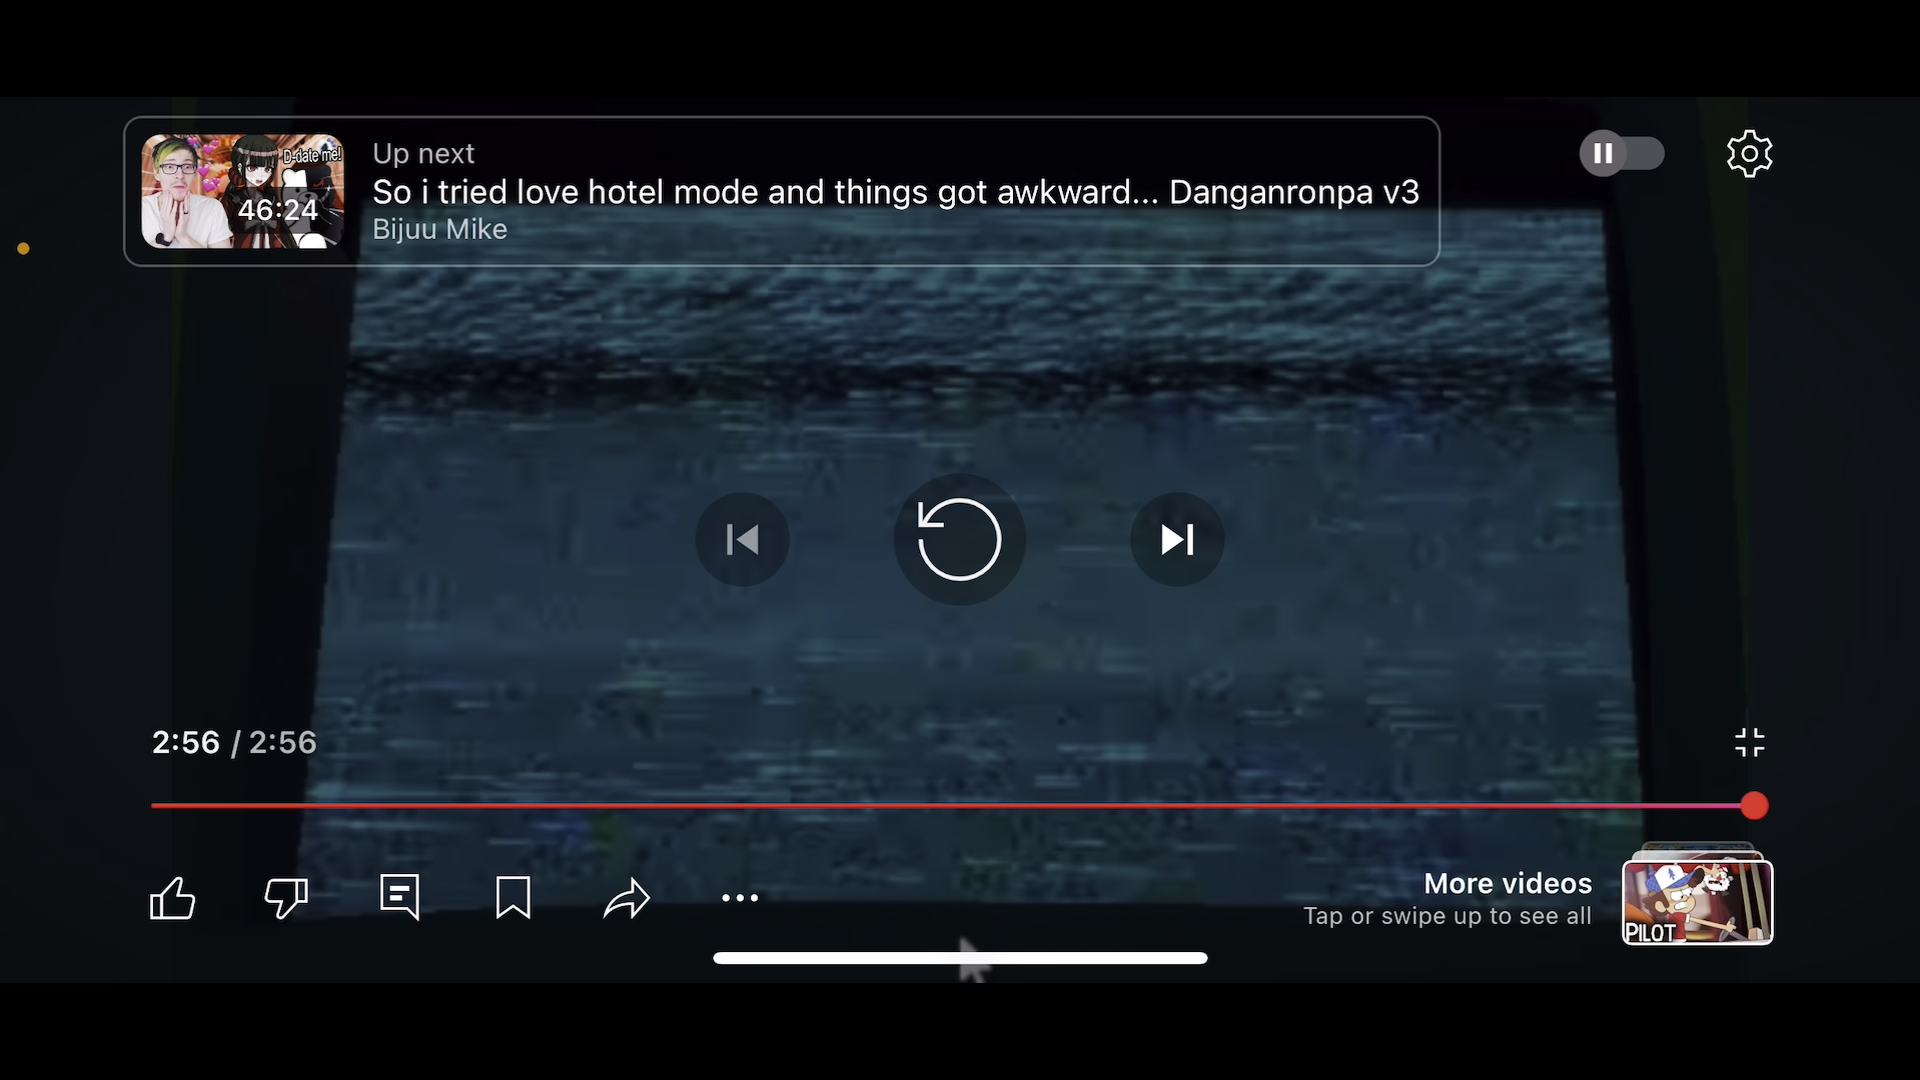 Up next
So i tried love hotel mode and things got awkward... Danganronpa v3
Bijuu Mike
D-date me!
46:24
2:56 / 2:56
More videos
Tap or swipe up to see all
PILOT